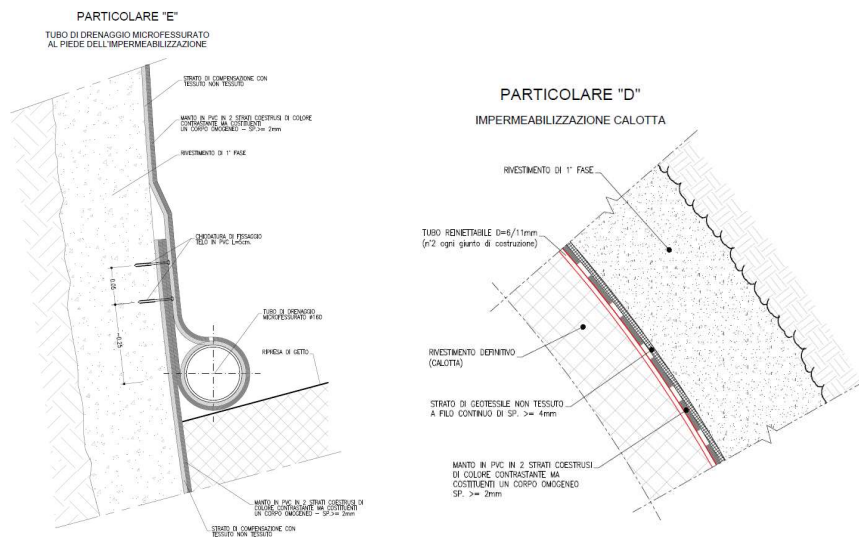 PARTICOLARE "E"
TUBO DI DRENAGGIO MICROFESSURATO
AL PIEDE DELL'IMPERMEABILIZZAZIONE
STRATO DI COMPENSAZIONE CON
TESSUTO NON TESSUTO
MANTO IN PVC IN 2 STRATI COESTRUSI DI COLORE
CONTRASTANTE MA COSTITUENTI
UN CORPO OMOGENEO - SP.>= 2mm
RIVESTIMENTO DI 1° FASE
CHIODATURA DI FISSAGGIO
TELO IN PVC L=5cm.
0.05
~0.25
TUBO DI DRENAGGIO
MICROFESSURATO ø160
RIPRESA DI GETTO
MANTO IN PVC IN 2 STRATI COESTRUSI DI
COLORE CONTRASTANTE MA COSTITUENTI
UN CORPO OMOGENEO - SP.>= 2mm
STRATO DI COMPENSAZIONE CON
TESSUTO NON TESSUTO
PARTICOLARE "D"
IMPERMEABILIZZAZIONE CALOTTA
RIVESTIMENTO DI 1° FASE
TUBO REINIETTABILE D=6/11mm
(n°2 ogni giunto di costruzione)
RIVESTIMENTO DEFINITIVO
(CALOTTA)
STRATO DI GEOTESSILE NON TESSUTO
A FILO CONTINUO DI SP. >= 4mm
MANTO IN PVC IN 2 STRATI COESTRUSI
DI COLORE CONTRASTANTE MA
COSTITUENTI UN CORPO OMOGENEO
SP. >= 2mm